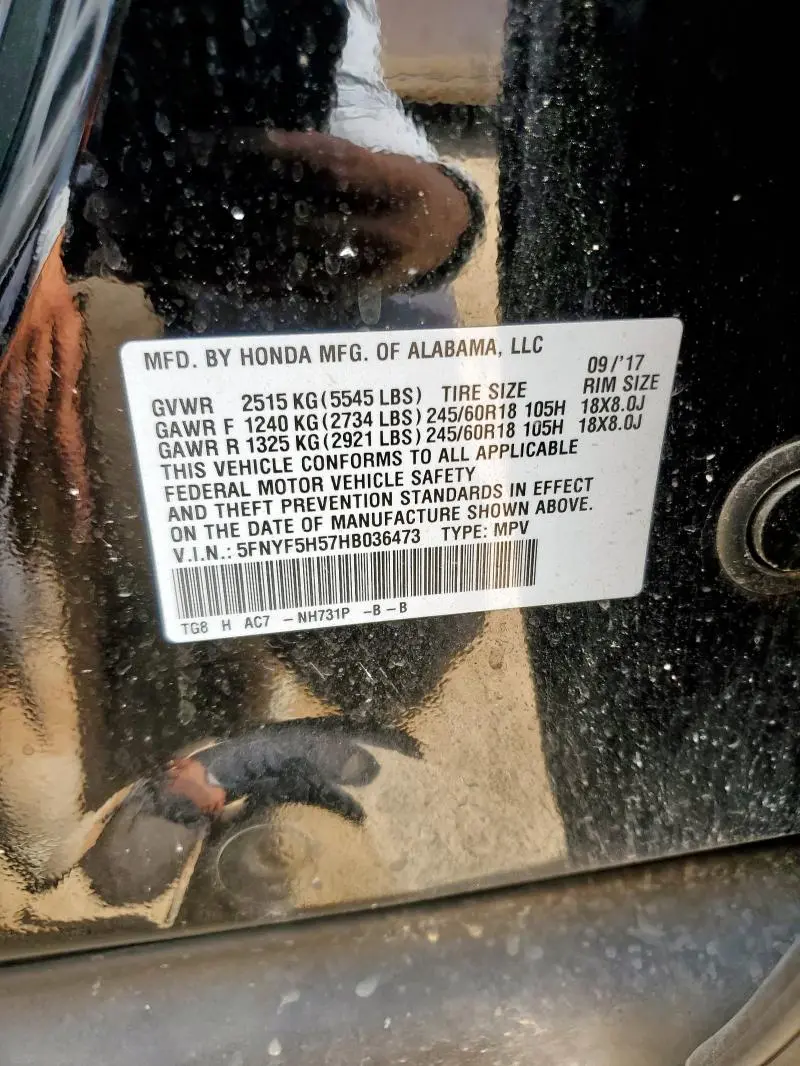 MFD. BY HONDA MFG. OF ALABAMA, LLC 09/'17
GVWR 2515 KG (5545 LBS) TIRE SIZE RIM SIZE
GAWR F 1240 KG (2734 LBS) 245/60R18 105H 18X8.0J
GAWR R 1325 KG (2921 LBS) 245/60R18 105H 18X8.0J
THIS VEHICLE CONFORMS TO ALL APPLICABLE
FEDERAL MOTOR VEHICLE SAFETY
AND THEFT PREVENTION STANDARDS IN EFFECT
ON THE DATE OF MANUFACTURE SHOWN ABOVE.
V.I.N.: 5FNYF5H57HB036473 TYPE: MPV
TG8 H AC7 - NH731P - B - B